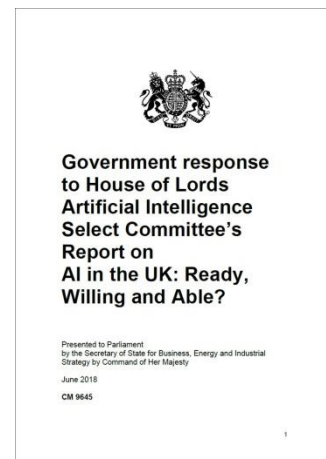 Government response
to House of Lords
Artificial Intelligence
Select Committee's
Report on
AI in the UK: Ready,
Willing and Able?
Presented to Parliament
by the Secretary of State for Business, Energy and Industrial
Strategy by Command of Her Majesty
June 2018
CM 9645
1